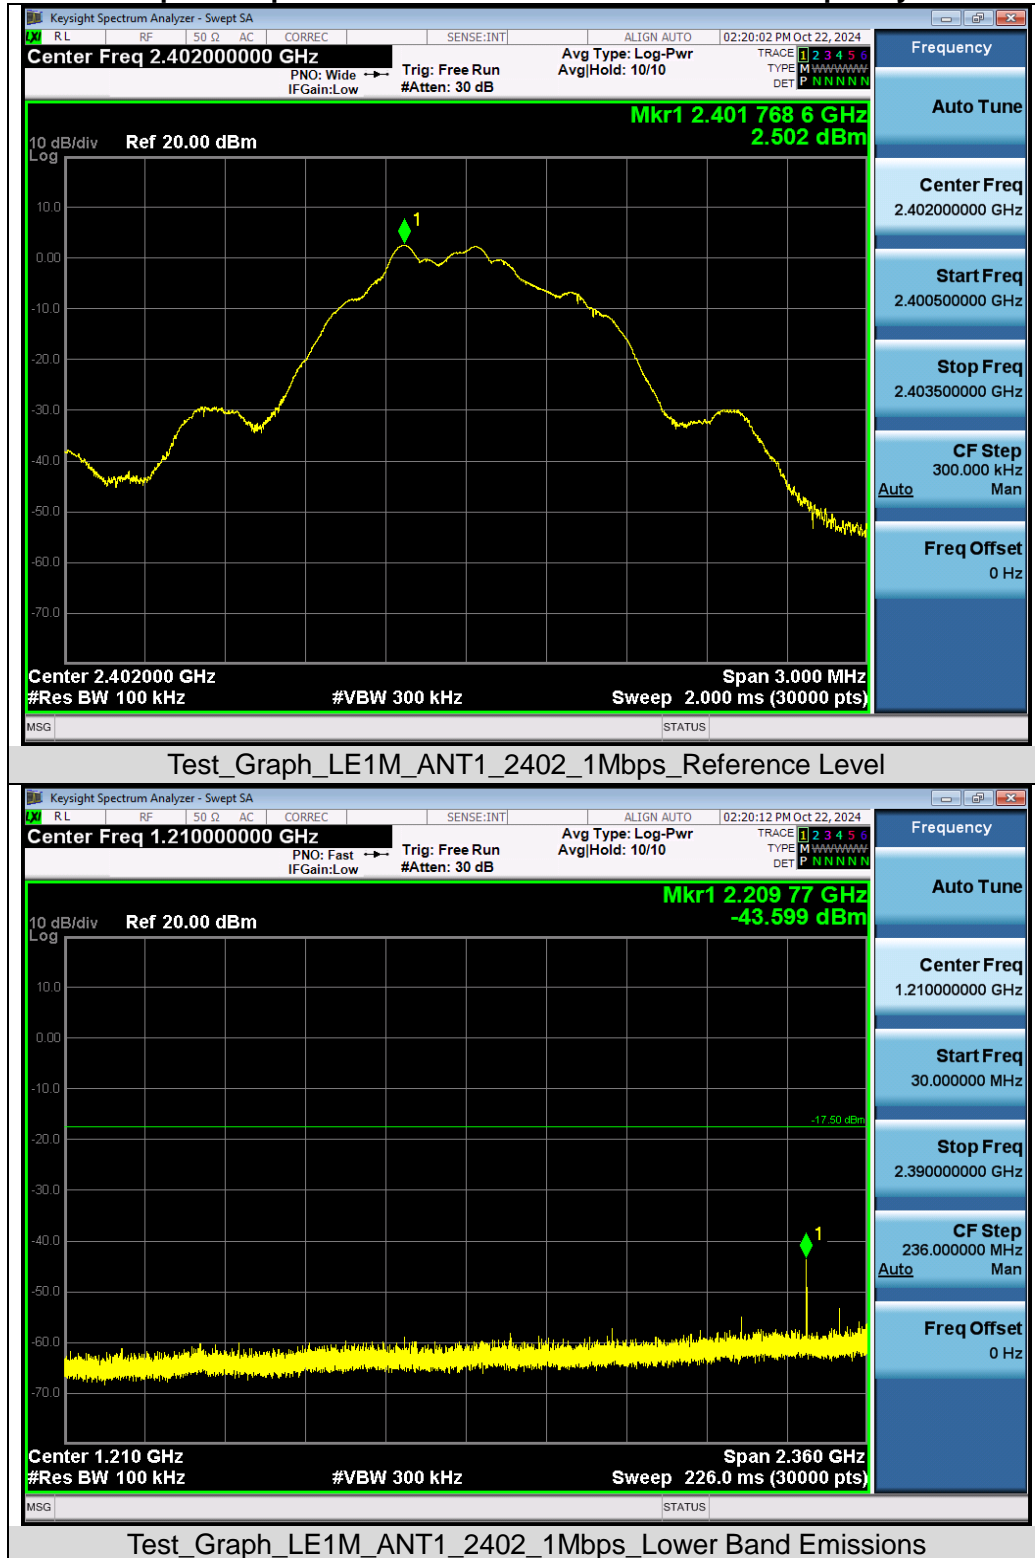 Keysight Spectrum Analyzer - Swept SA
LXI RL RF 50 Ω AC CORREC SENSE:INT ALIGN AUTO 02:20:02 PM Oct 22, 2024
Center Freq 2.402000000 GHz
PNO: Wide
IFGain:Low
Trig: Free Run
#Atten: 30 dB
Avg Type: Log-Pwr
Avg|Hold: 10/10
TRACE 1 2 3 4 5 6
TYPE M WWWWW
DET P N N N N N
Mkr1 2.401 768 6 GHz
2.502 dBm
10 dB/div Ref 20.00 dBm
Log
10.0
0.00
-10.0
-20.0
-30.0
-40.0
-50.0
-60.0
-70.0
1
Center 2.402000 GHz Span 3.000 MHz
#Res BW 100 kHz #VBW 300 kHz Sweep 2.000 ms (30000 pts)
MSG STATUS
Frequency
Auto Tune
Center Freq
2.402000000 GHz
Start Freq
2.400500000 GHz
Stop Freq
2.403500000 GHz
CF Step
300.000 kHz
Auto Man
Freq Offset
0 Hz
Test_Graph_LE1M_ANT1_2402_1Mbps_Reference Level
Keysight Spectrum Analyzer - Swept SA
LXI RL RF 50 Ω AC CORREC SENSE:INT ALIGN AUTO 02:20:12 PM Oct 22, 2024
Center Freq 1.210000000 GHz
PNO: Fast
IFGain:Low
Trig: Free Run
#Atten: 30 dB
Avg Type: Log-Pwr
Avg|Hold: 10/10
TRACE 1 2 3 4 5 6
TYPE M WWWWW
DET P N N N N N
Mkr1 2.209 77 GHz
-43.599 dBm
10 dB/div Ref 20.00 dBm
Log
10.0
0.00
-10.0
-17.50 dBm
-20.0
-30.0
-40.0
-50.0
-60.0
-70.0
1
Center 1.210 GHz Span 2.360 GHz
#Res BW 100 kHz #VBW 300 kHz Sweep 226.0 ms (30000 pts)
MSG STATUS
Frequency
Auto Tune
Center Freq
1.210000000 GHz
Start Freq
30.000000 MHz
Stop Freq
2.390000000 GHz
CF Step
236.000000 MHz
Auto Man
Freq Offset
0 Hz
Test_Graph_LE1M_ANT1_2402_1Mbps_Lower Band Emissions